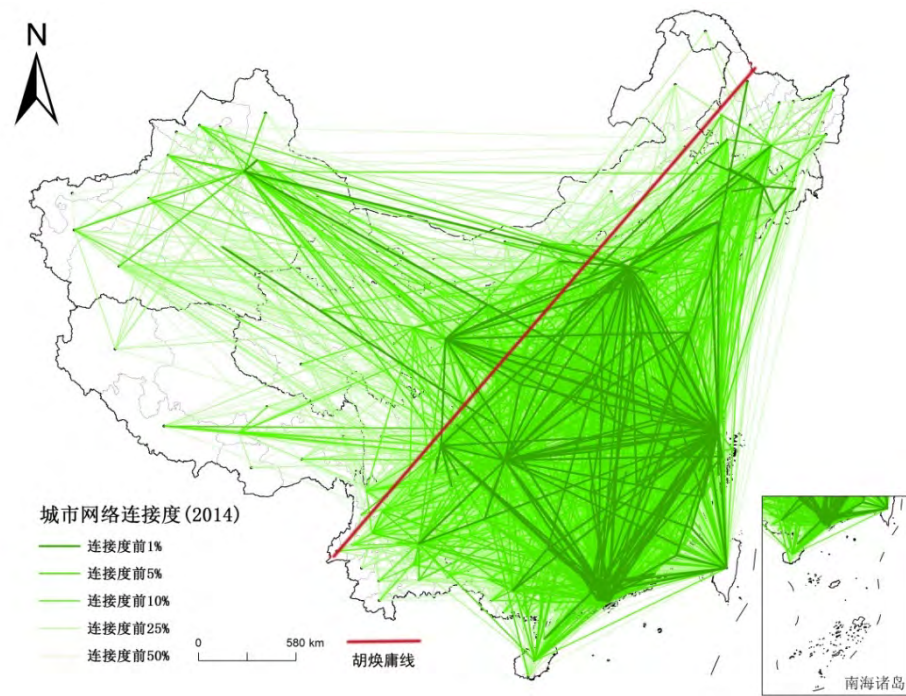 N
城市网络连接度(2014)
连接度前1%
连接度前5%
连接度前10%
连接度前25%
连接度前50%
0 580 km
胡焕庸线
南海诸岛